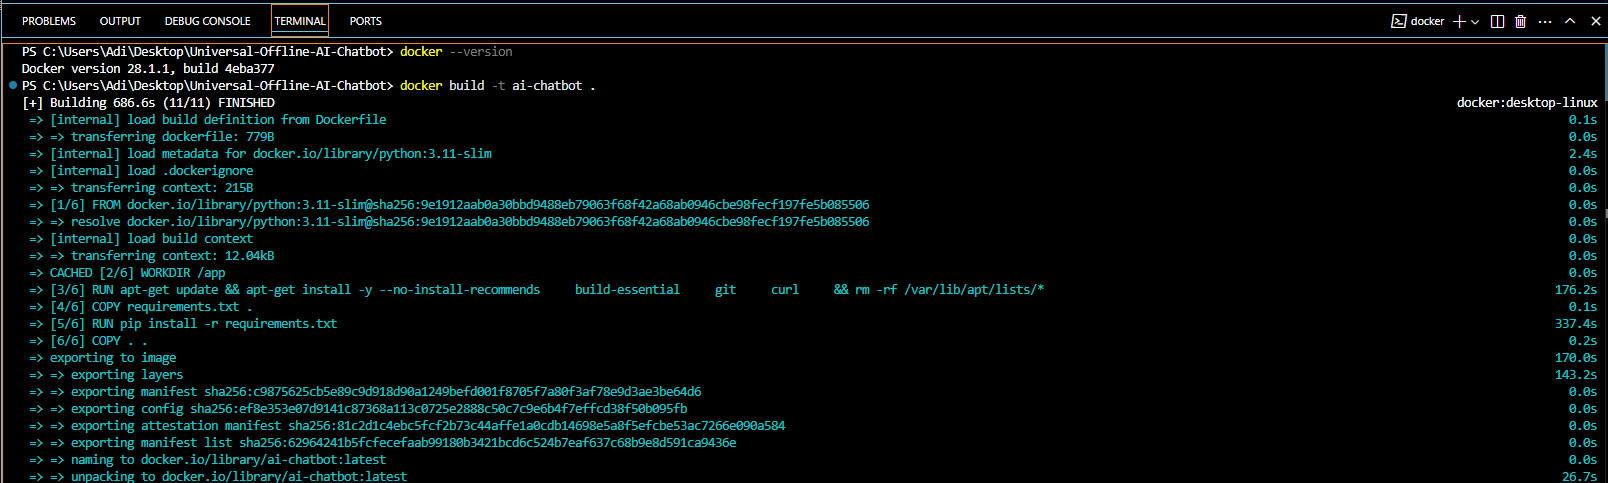 PROBLEMS OUTPUT DEBUG CONSOLE TERMINAL PORTS docker
PS C:\Users\Adi\Desktop\Universal-Offline-AI-Chatbot> docker --version
Docker version 28.1.1, build 4eba377
PS C:\Users\Adi\Desktop\Universal-Offline-AI-Chatbot> docker build -t ai-chatbot .
[+] Building 686.6s (11/11) FINISHED docker:desktop-linux
=> [internal] load build definition from Dockerfile 0.1s
=> => transferring dockerfile: 779B 0.0s
=> [internal] load metadata for docker.io/library/python:3.11-slim 2.4s
=> [internal] load .dockerignore 0.0s
=> => transferring context: 215B 0.0s
=> [1/6] FROM docker.io/library/python:3.11-slim@sha256:9e1912aab0a30bbd9488eb79063f68f42a68ab0946cbe98fecf197fe5b085506 0.0s
=> => resolve docker.io/library/python:3.11-slim@sha256:9e1912aab0a30bbd9488eb79063f68f42a68ab0946cbe98fecf197fe5b085506 0.0s
=> [internal] load build context 0.0s
=> => transferring context: 12.04kB 0.0s
=> CACHED [2/6] WORKDIR /app 0.0s
=> [3/6] RUN apt-get update && apt-get install -y --no-install-recommends build-essential git curl && rm -rf /var/lib/apt/lists/* 176.2s
=> [4/6] COPY requirements.txt . 0.1s
=> [5/6] RUN pip install -r requirements.txt 337.4s
=> [6/6] COPY . . 0.2s
=> exporting to image 170.0s
=> => exporting layers 143.2s
=> => exporting manifest sha256:c9875625cb5e89c9d918d90a1249befd001f8705f7a80f3af78e9d3ae3be64d6 0.0s
=> => exporting config sha256:ef8e353e07d9141c87368a113c0725e2888c50c7c9e6b4f7effcd38f50b095fb 0.0s
=> => exporting attestation manifest sha256:81c2d1c4ebc5fcf2b73c44affe1a0cdb14698e5a8f5efcbe53ac7266e090a584 0.0s
=> => exporting manifest list sha256:62964241b5fcfecefaab99180b3421bcd6c524b7eaf637c68b9e8d591ca9436e 0.0s
=> => naming to docker.io/library/ai-chatbot:latest 0.0s
=> => unpacking to docker.io/library/ai-chatbot:latest 26.7s